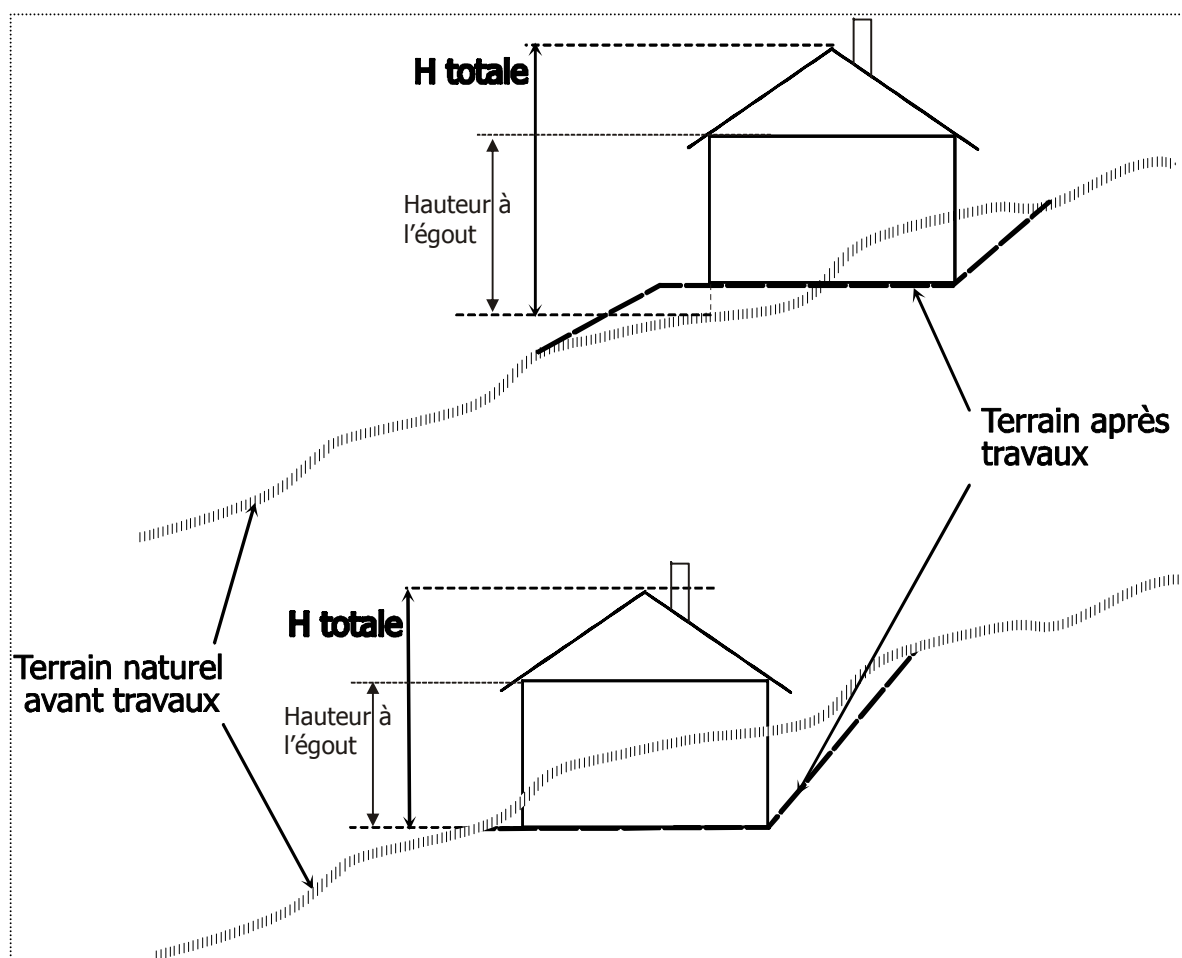 H totale
Hauteur à
l'égout
Terrain après
travaux
H totale
Terrain naturel
avant travaux
Hauteur à
l'égout